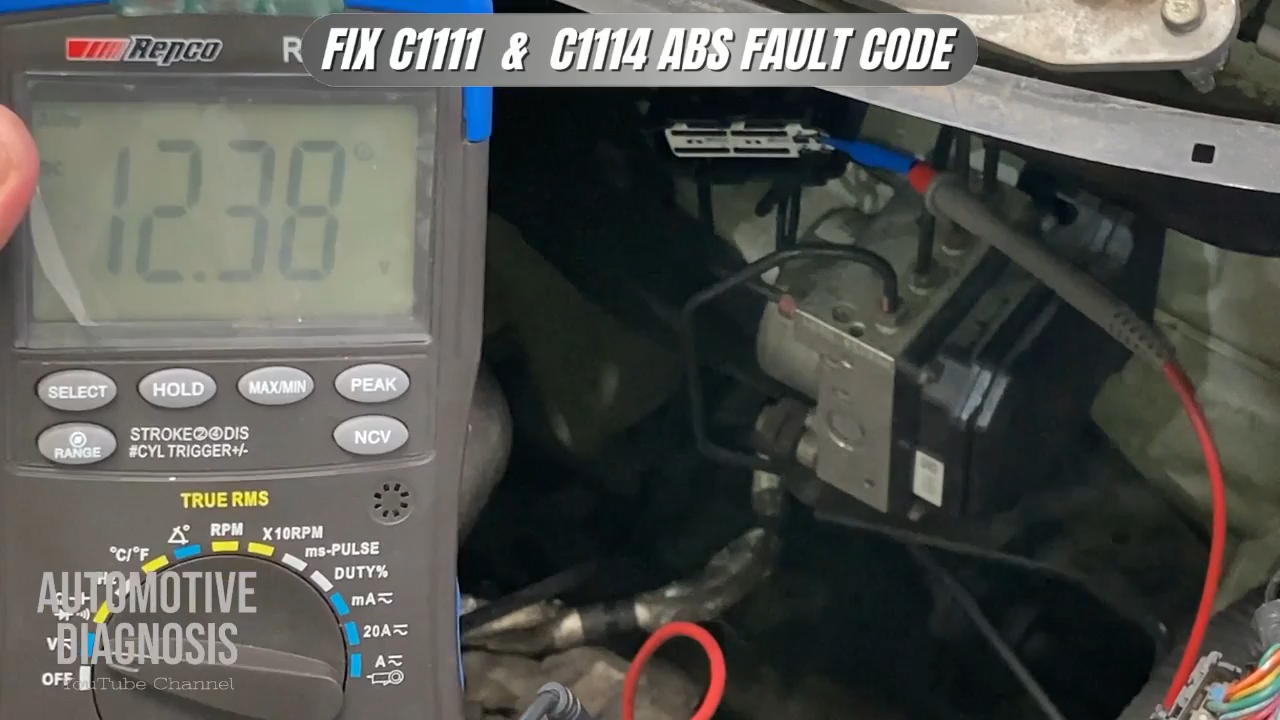 FIX C1111 & C1114 ABS FAULT CODE
Repco R
12.38
V
SELECT HOLD MAX/MIN PEAK
RANGE
STROKE②④DIS
#CYL TRIGGER+/-
NCV
TRUE RMS
RPM X10RPM
°C/°F ms-PULSE
DUTY%
mA
20A
A
V
OFF
AUTOMOTIVE
DIAGNOSIS
YouTube Channel